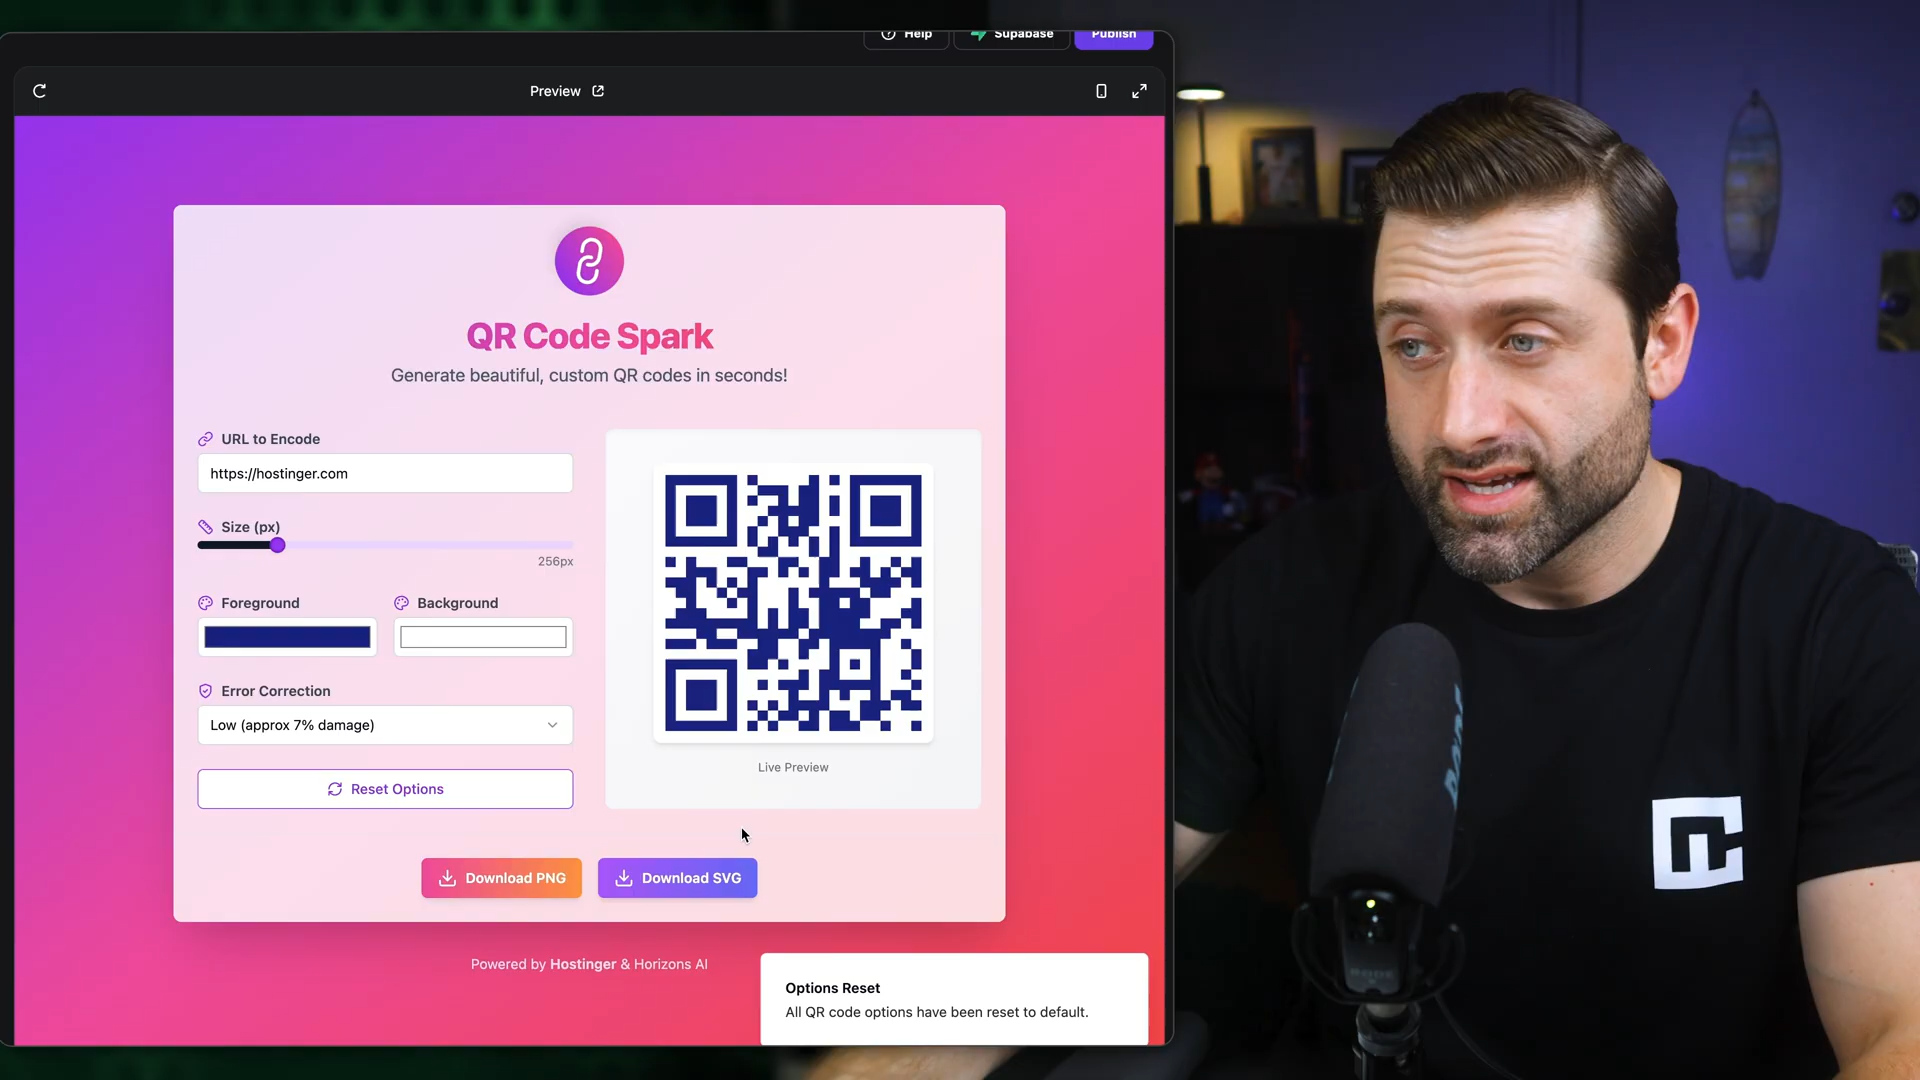 Help
Supabase
Publish
Preview
QR Code Spark
Generate beautiful, custom QR codes in seconds!
URL to Encode
https://hostinger.com
Size (px)
256px
Foreground
Background
Error Correction
Low (approx 7% damage)
Reset Options
Live Preview
Download PNG
Download SVG
Powered by Hostinger & Horizons AI
Options Reset
All QR code options have been reset to default.
RODE